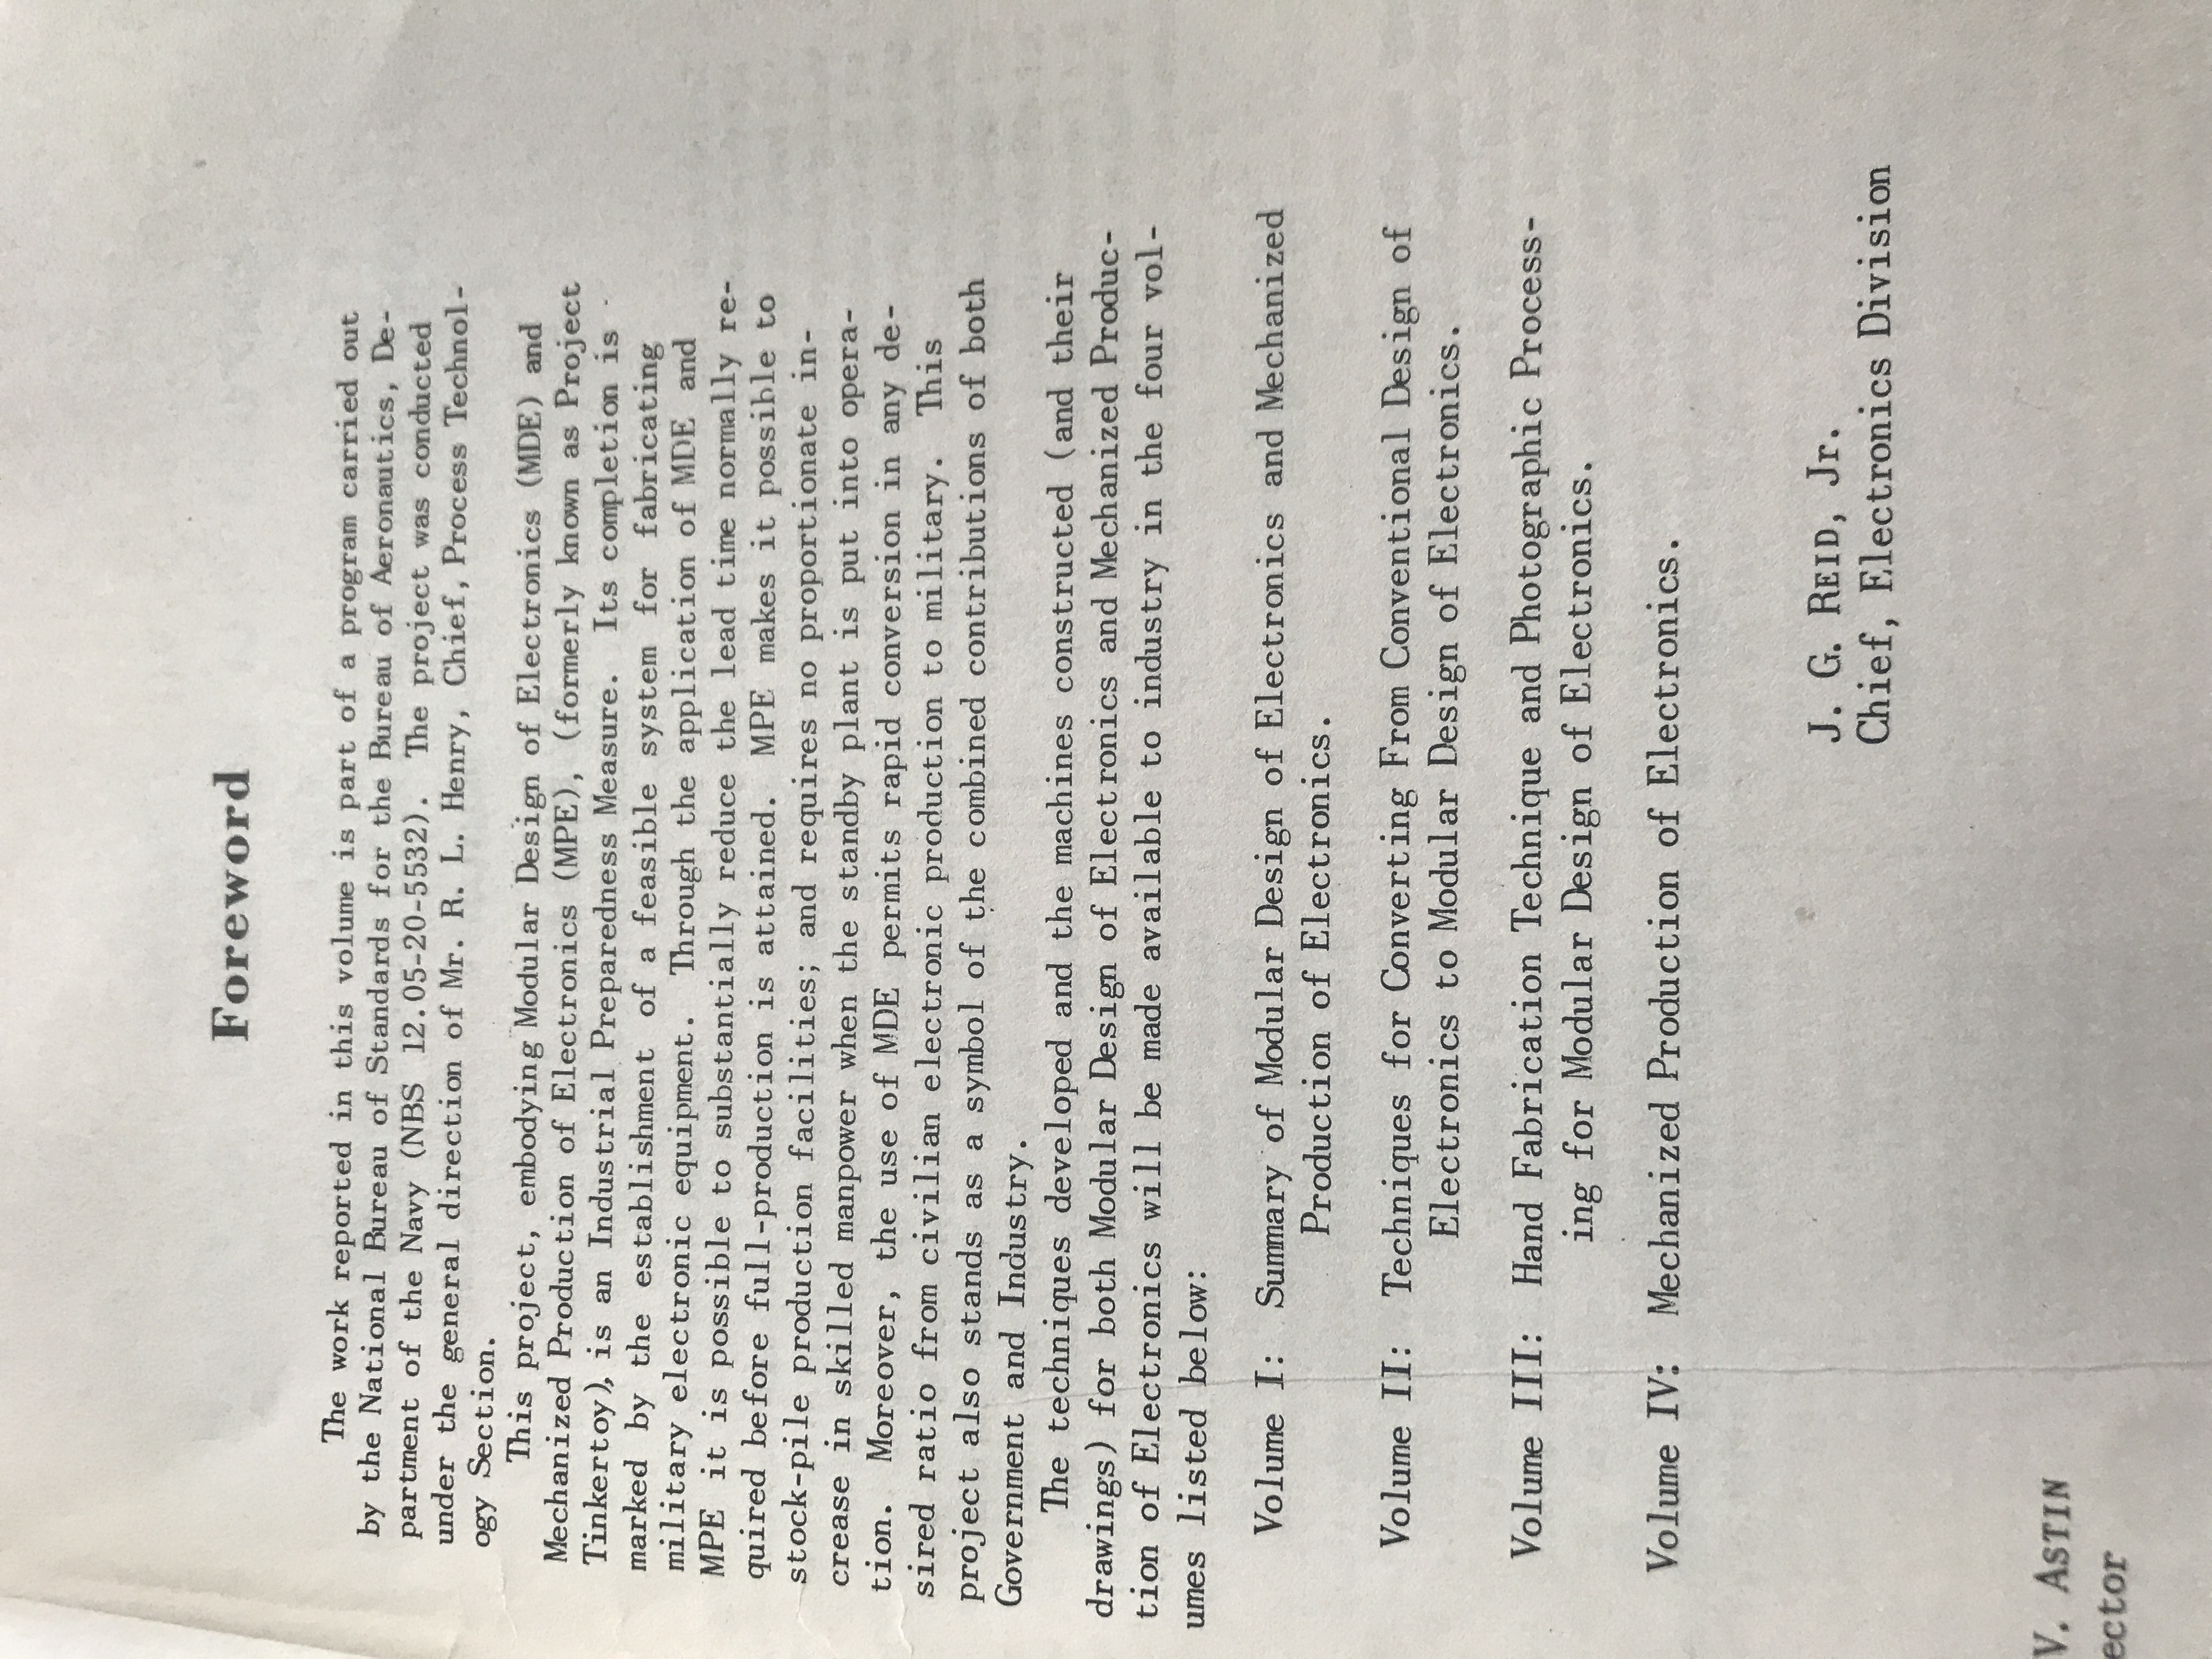 Foreword
The work reported in this volume is part of a program carried out
by the National Bureau of Standards for the Bureau of Aeronautics, De-
partment of the Navy (NBS 12.05-20-5532). The project was conducted
under the general direction of Mr. R. L. Henry, Chief, Process Technol-
ogy Section.
This project, embodying Modular Design of Electronics (MDE) and
Mechanized Production of Electronics (MPE), (formerly known as Project
Tinkertoy), is an Industrial Preparedness Measure. Its completion is
marked by the establishment of a feasible system for fabricating
military electronic equipment. Through the application of MDE and
MPE it is possible to substantially reduce the lead time normally re-
quired before full-production is attained. MPE makes it possible to
stock-pile production facilities; and requires no proportionate in-
crease in skilled manpower when the standby plant is put into opera-
tion. Moreover, the use of MDE permits rapid conversion in any de-
sired ratio from civilian electronic production to military. This
project also stands as a symbol of the combined contributions of both
Government and Industry.
The techniques developed and the machines constructed (and their
drawings) for both Modular Design of Electronics and Mechanized Produc-
tion of Electronics will be made available to industry in the four vol-
umes listed below:
Volume I: Summary of Modular Design of Electronics and Mechanized
Production of Electronics.
Volume II: Techniques for Converting From Conventional Design of
Electronics to Modular Design of Electronics.
Volume III: Hand Fabrication Technique and Photographic Process-
ing for Modular Design of Electronics.
Volume IV: Mechanized Production of Electronics.
J. G. REID, Jr.
Chief, Electronics Division
V. ASTIN
ector